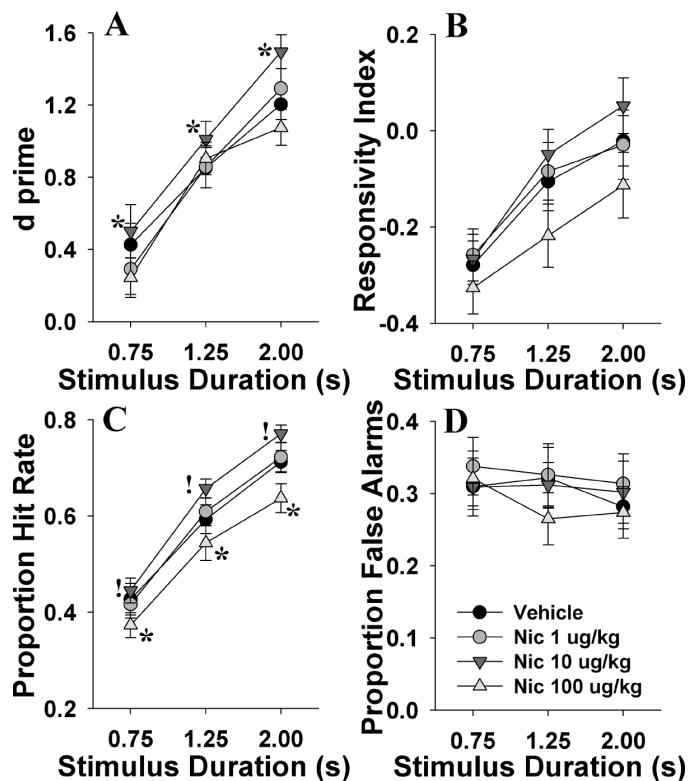 A
d prime
1.6
1.2
0.8
0.4
0.0
*
*
*
0.75 1.25 2.00
Stimulus Duration (s)
B
Responsivity Index
0.2
0.0
-0.2
-0.4
0.75 1.25 2.00
Stimulus Duration (s)
C
Proportion Hit Rate
0.8
0.6
0.4
0.2
!
!
!
*
*
*
0.75 1.25 2.00
Stimulus Duration (s)
D
Proportion False Alarms
0.4
0.3
0.2
0.1
0.0
Vehicle
Nic 1 ug/kg
Nic 10 ug/kg
Nic 100 ug/kg
0.75 1.25 2.00
Stimulus Duration (s)